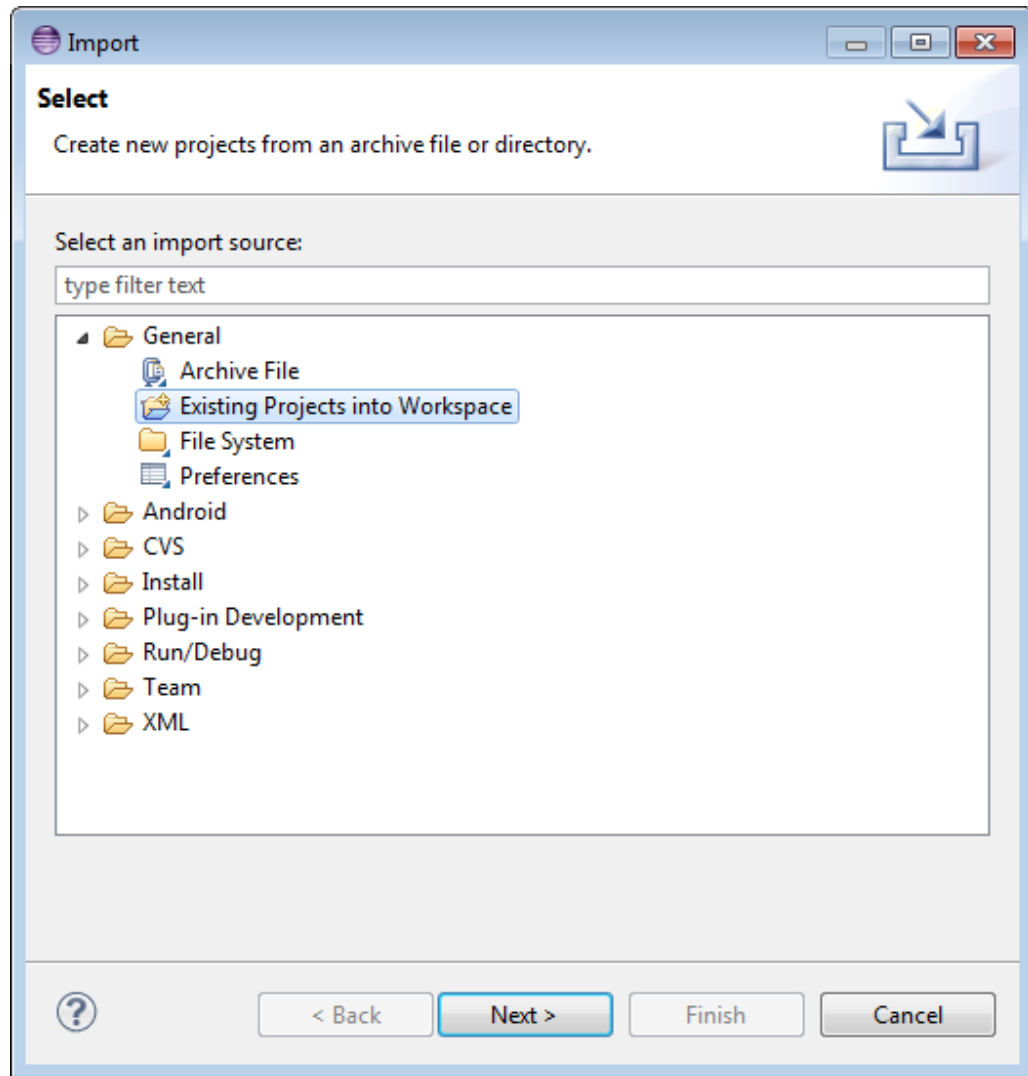 Import
Select
Create new projects from an archive file or directory.
Select an import source:
type filter text
General
Archive File
Existing Projects into Workspace
File System
Preferences
Android
CVS
Install
Plug-in Development
Run/Debug
Team
XML
< Back Next > Finish Cancel